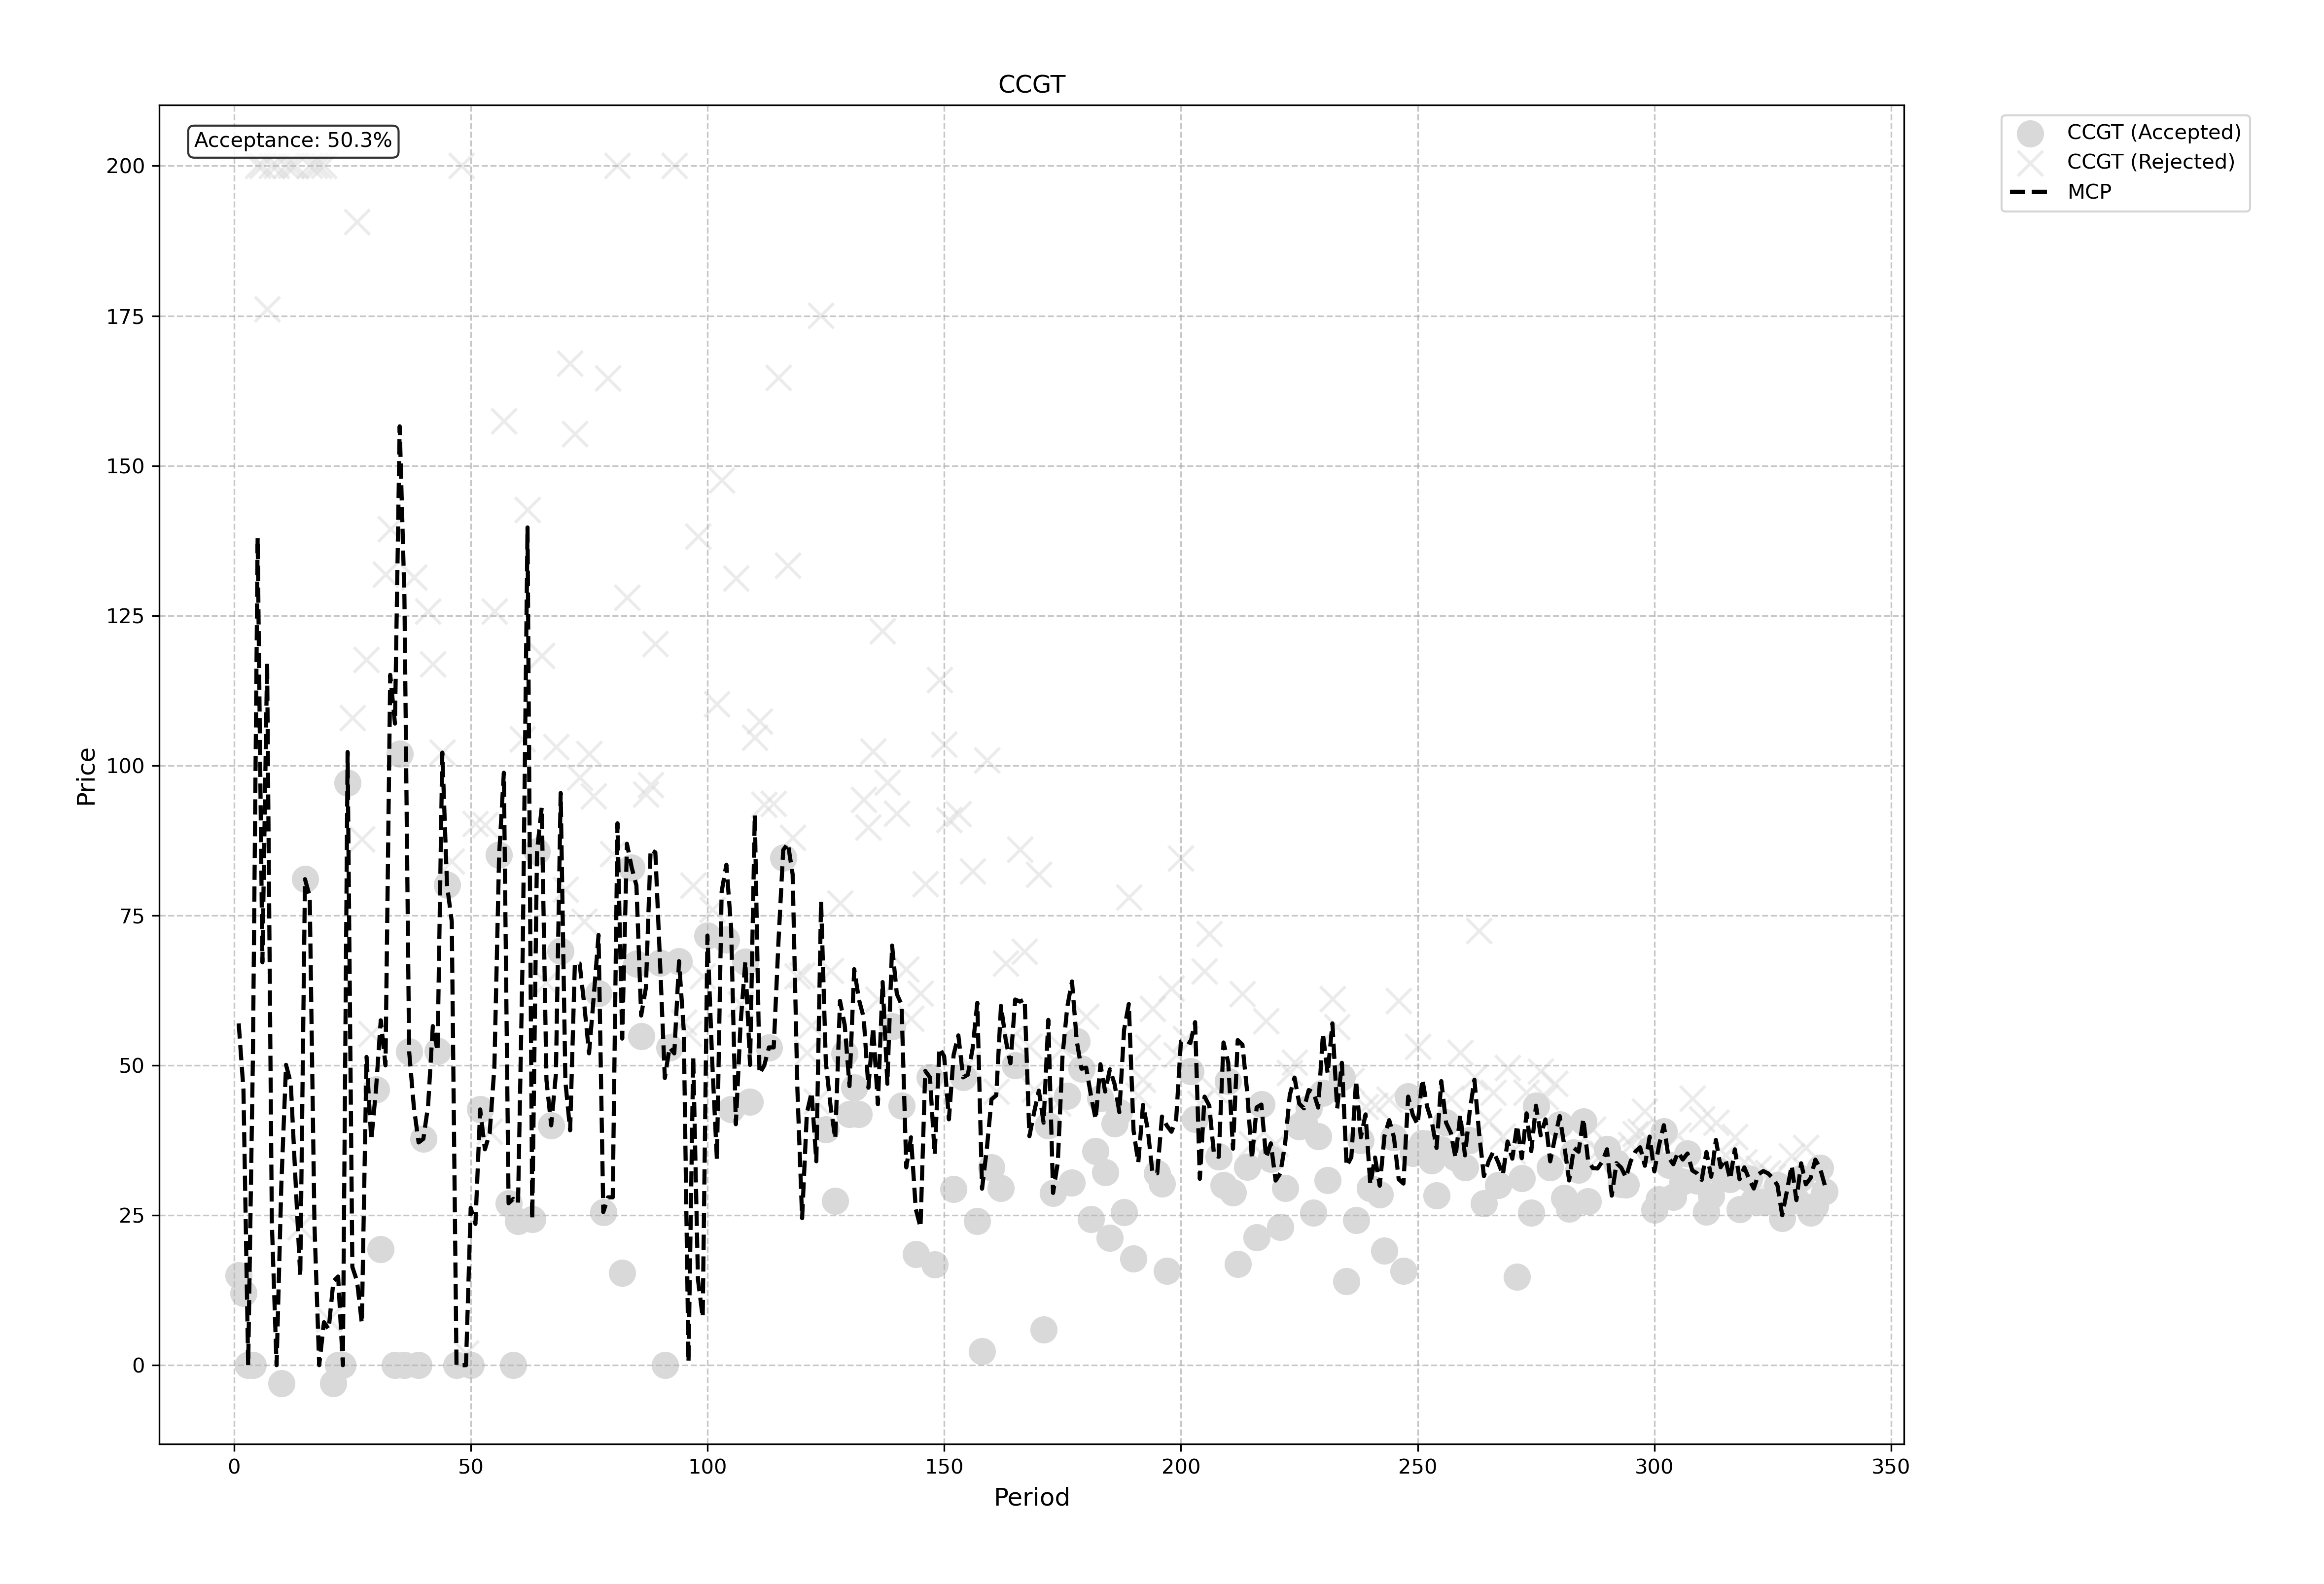 CCGT
Acceptance: 50.3%
CCGT (Accepted)
CCGT (Rejected)
MCP
Price
200
175
150
125
100
75
50
25
0
0 50 100 150 200 250 300 350
Period